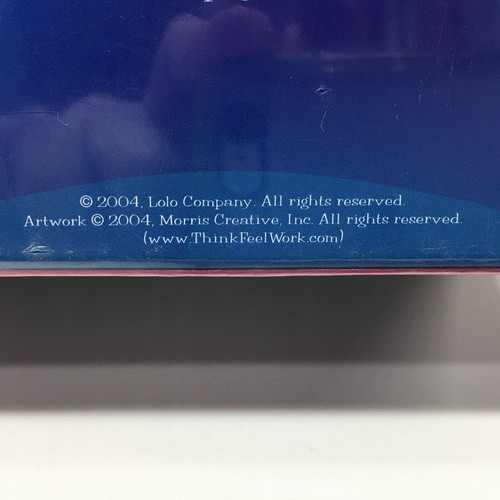 © 2004, Lolo Company. All rights reserved.
Artwork © 2004, Morris Creative, Inc. All rights reserved.
(www.ThinkFeelWork.com)